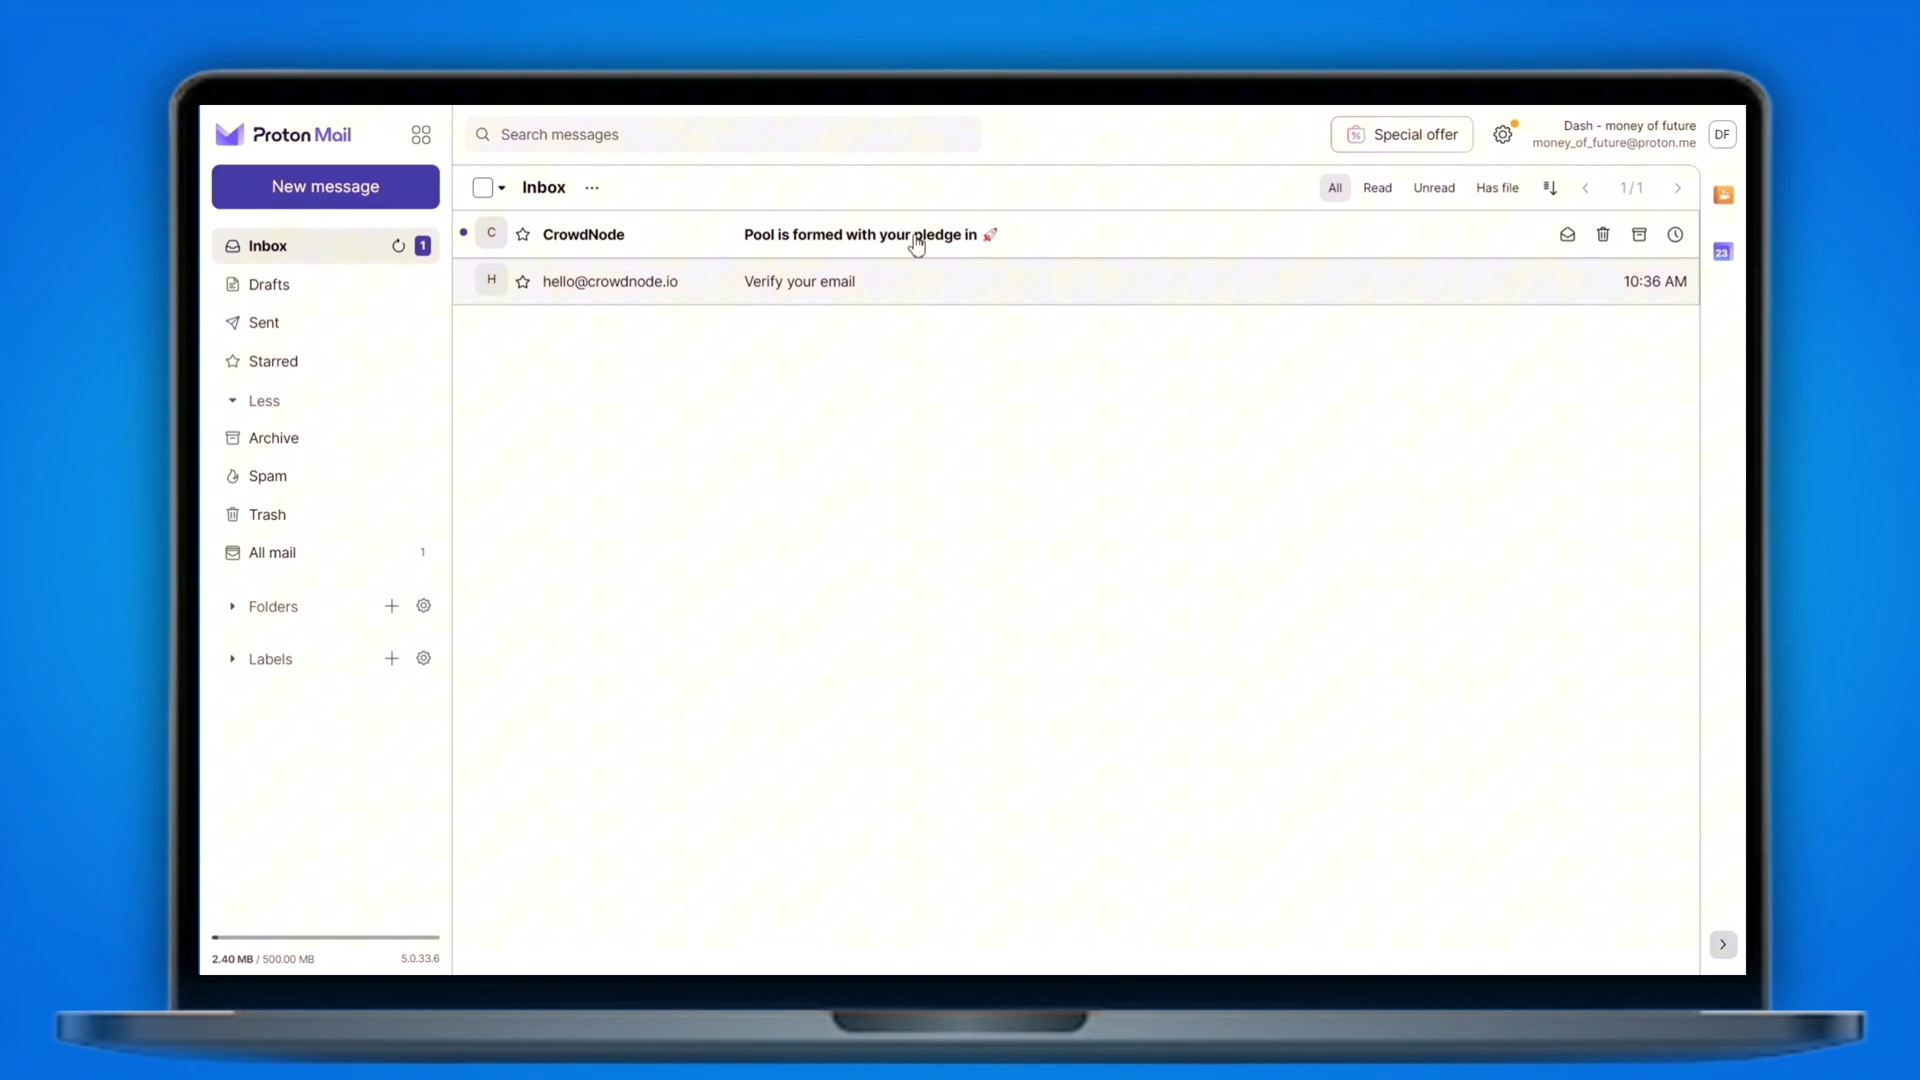 Proton Mail
Search messages
Special offer
Dash - money of future
money_of_future@proton.me
DF
New message
Inbox
All
Read
Unread
Has file
1/1
Inbox
1
C
CrowdNode
Pool is formed with your pledge in 🚀
23
H
hello@crowdnode.io
Verify your email
10:36 AM
Drafts
Sent
Starred
Less
Archive
Spam
Trash
All mail
1
Folders
Labels
2.40 MB / 500.00 MB
5.0.33.6